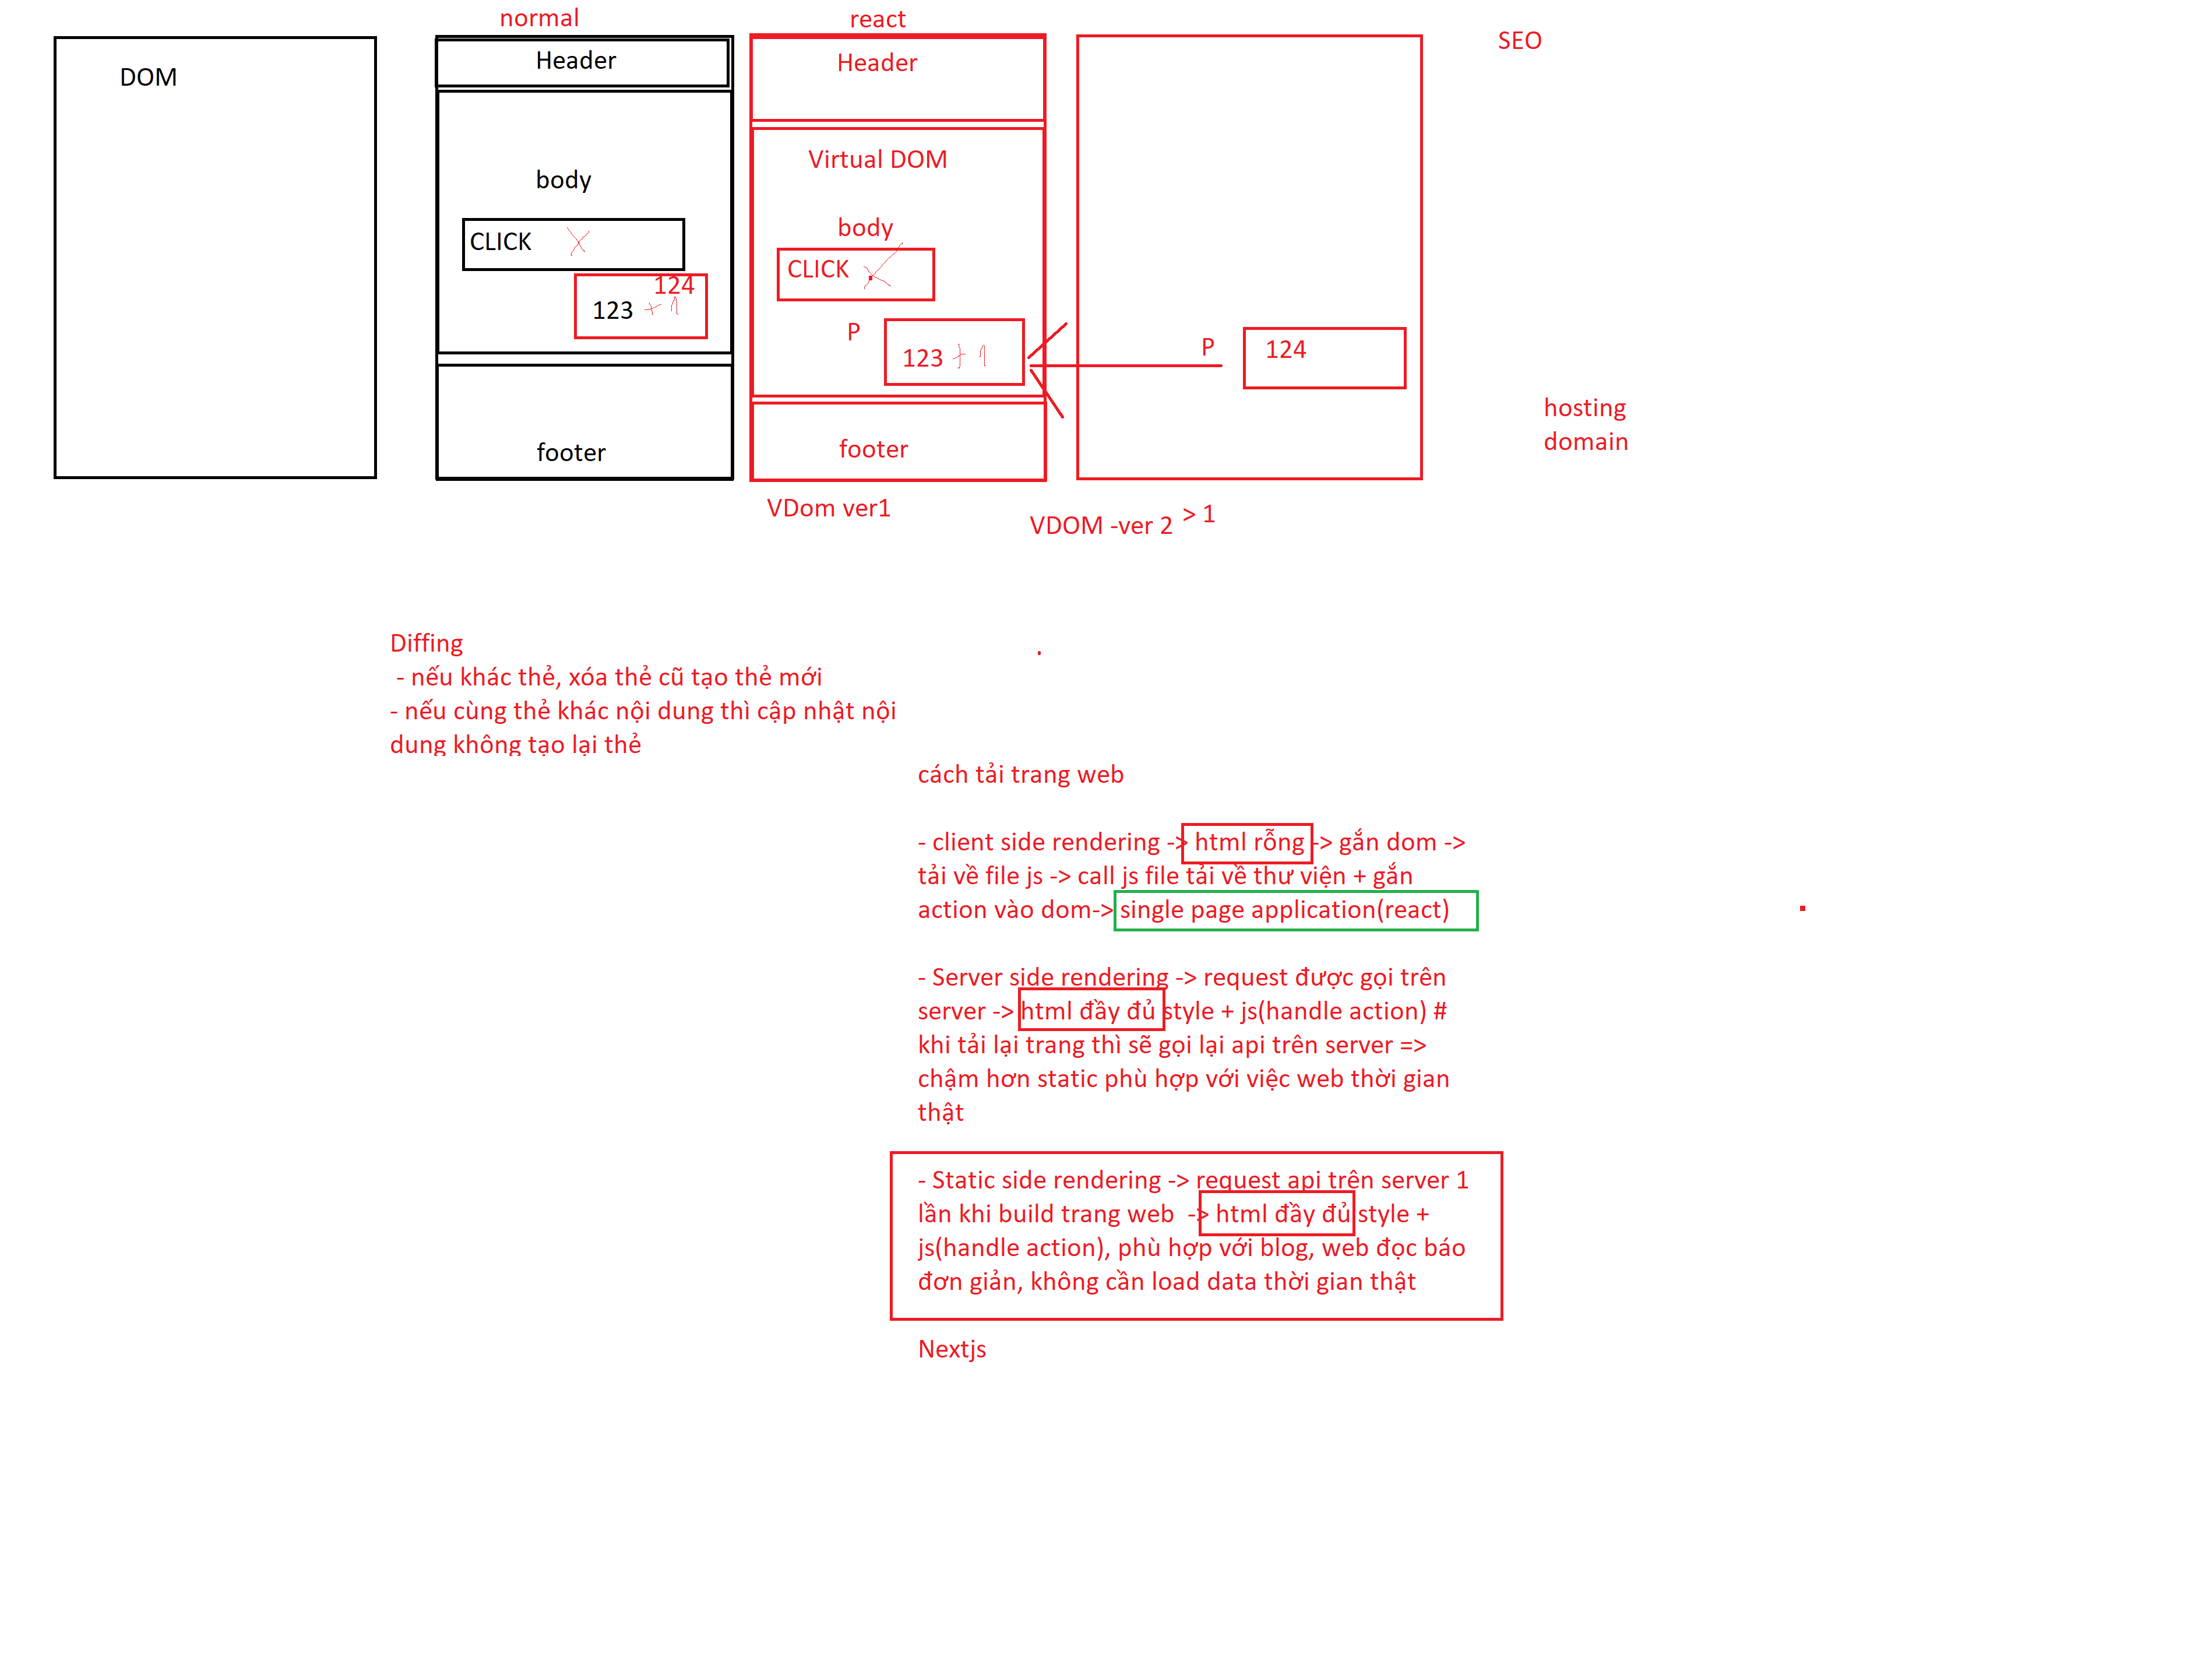 normal
react
SEO
DOM
Header
Header
Virtual DOM
body
body
CLICK X
CLICK X
124
123 +1
P
123 +1
P
124
hosting
domain
footer
footer
VDom ver1
VDOM -ver 2 > 1
Diffing
- nếu khác thẻ, xóa thẻ cũ tạo thẻ mới
- nếu cùng thẻ khác nội dung thì cập nhật nội
dung không tạo lại thẻ
cách tải trang web
- client side rendering -> html rỗng -> gắn dom ->
tải về file js -> call js file tải về thư viện + gắn
action vào dom-> single page application(react)
- Server side rendering -> request được gọi trên
server -> html đầy đủ style + js(handle action) #
khi tải lại trang thì sẽ gọi lại api trên server =>
chậm hơn static phù hợp với việc web thời gian
thật
- Static side rendering -> request api trên server 1
lần khi build trang web -> html đầy đủ style +
js(handle action), phù hợp với blog, web đọc báo
đơn giản, không cần load data thời gian thật
Nextjs